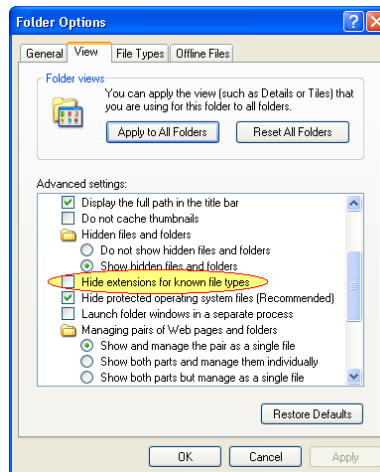 Folder Options
General View File Types Offline Files
Folder views
You can apply the view (such as Details or Tiles) that
you are using for this folder to all folders.
Apply to All Folders Reset All Folders
Advanced settings:
Display the full path in the title bar
Do not cache thumbnails
Hidden files and folders
Do not show hidden files and folders
Show hidden files and folders
Hide extensions for known file types
Hide protected operating system files (Recommended)
Launch folder windows in a separate process
Managing pairs of Web pages and folders
Show and manage the pair as a single file
Show both parts and manage them individually
Show both parts but manage as a single file
Restore Defaults
OK Cancel Apply